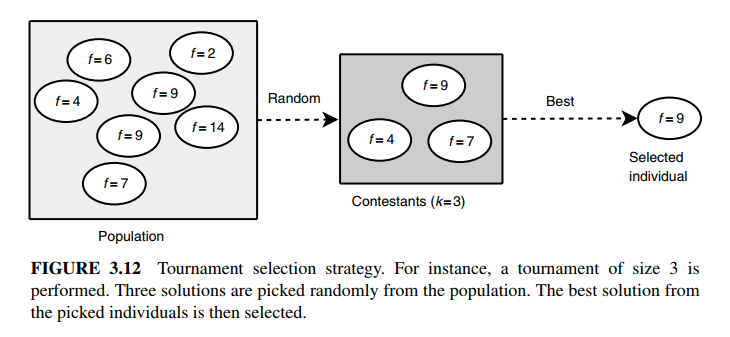 f=6
f=2
f=4
f=9
f=14
f=9
f=7
Population
Random
f=9
f=4
f=7
Contestants (k=3)
Best
f=9
Selected
individual
FIGURE 3.12 Tournament selection strategy. For instance, a tournament of size 3 is
performed. Three solutions are picked randomly from the population. The best solution from
the picked individuals is then selected.